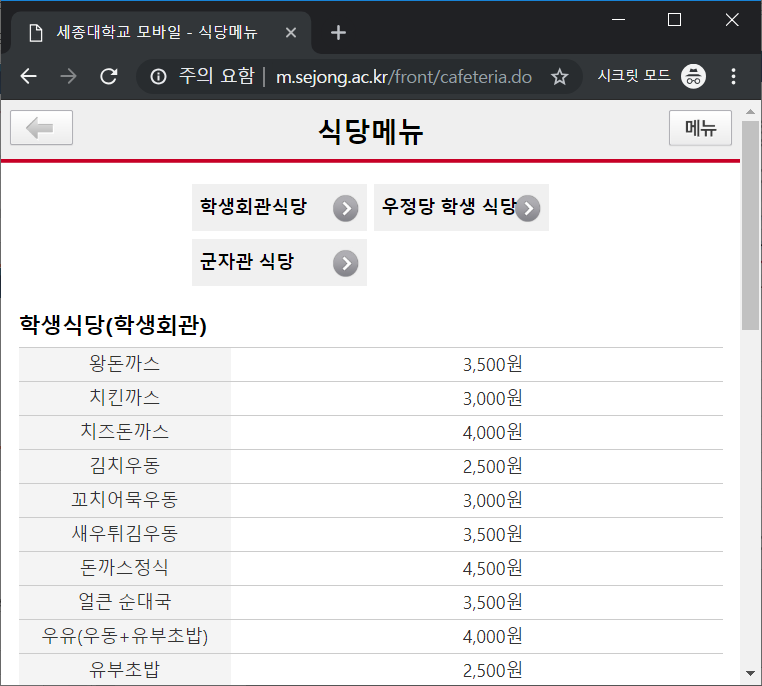 세종대학교 모바일 - 식당메뉴
주의 요함 | m.sejong.ac.kr/front/cafeteria.do 시크릿 모드
식당메뉴 메뉴
학생회관식당 우정당 학생 식당
군자관 식당
학생식당(학생회관)
왕돈까스 3,500원
치킨까스 3,000원
치즈돈까스 4,000원
김치우동 2,500원
꼬치어묵우동 3,000원
새우튀김우동 3,500원
돈까스정식 4,500원
얼큰 순대국 3,500원
우유(우동+유부초밥) 4,000원
유부초밥 2,500원